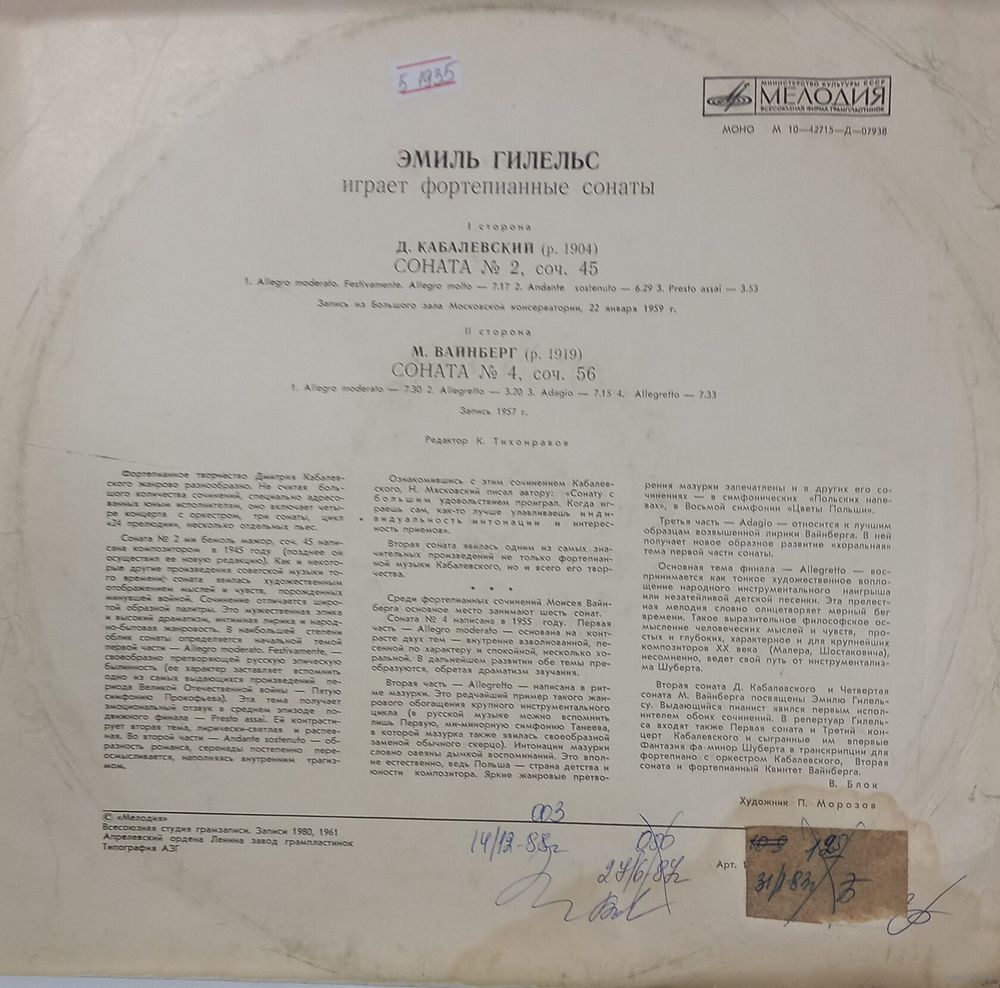 5 1935
МИНИСТЕРСТВО КУЛЬТУРЫ СССР
МЕЛОДИЯ
ВСЕСОЮЗНАЯ ФИРМА ГРАМПЛАСТИНОК
МОНО М 10—42715—Д—07938
ЭМИЛЬ ГИЛЕЛЬС
играет фортепианные сонаты
I сторона
Д. КАБАЛЕВСКИЙ (р. 1904)
СОНАТА № 2, соч. 45
1. Allegro moderato. Festivamente. Allegro molto — 7.17 2. Andante sostenuto — 6.29 3. Presto assai — 3.53
Запись из Большого зала Московской консерватории, 22 января 1959 г.
II сторона
М. ВАЙНБЕРГ (р. 1919)
СОНАТА № 4, соч. 56
1. Allegro moderato — 7.30 2. Allegretto — 3.20 3. Adagio — 7.15 4. Allegretto — 7.33
Запись 1957 г.
Редактор К. Тихонравов
Фортепианное творчество Дмитрия Кабалев-
ского жанрово разнообразно. Не считая боль-
шого количества сочинений, специально адресо-
ванных юным исполнителям, оно включает четы-
ре концерта с оркестром, три сонаты, цикл
«24 прелюдии», несколько отдельных пьес.
Соната № 2 ми бемоль мажор, соч. 45 напи-
сана композитором в 1945 году (позднее он
осуществил ее новую редакцию). Как и некото-
рые другие произведения советской музыки то-
го времени, соната явилась художественным
отображением мыслей и чувств, порожденных
минувшей войной. Сочинение отличается широ-
той образной палитры. Это мужественная эпика
и высокий драматизм, интимная лирика и народ-
но-бытовая жанровость. В наибольшей степени
облик сонаты определяется начальной темой
первой части — Allegro moderato. Festivamente, —
своеобразно претворяющей русскую эпическую
былинность (ее характер заставляет вспомнить
одно из самых выдающихся произведений пе-
риода Великой Отечественной войны — Пятую
симфонию Прокофьева). Эта тема получает
эмоциональный отзвук в среднем эпизоде по-
движного финала — Presto assai. Ей контрасти-
рует вторая тема, лирически-светлая и распев-
ная. Во второй части — Andante sostenuto — об-
разность романса, серенады постепенно пере-
осмысливается, наполняясь внутренним трагиз-
мом.
Ознакомившись с этим сочинением Кабалев-
ского, Н. Мясковский писал автору: «Сонату с
большим удовольствием проиграл. Когда иг-
раешь сам, как-то лучше улавливаешь инди-
видуальность интонации и интерес-
ность приемов».
Вторая соната явилась одним из самых зна-
чительных произведений не только фортепиан-
ной музыки Кабалевского, но и всего его твор-
чества.
* * *
Среди фортепианных сочинений Моисея Вайн-
берга основное место занимают шесть сонат.
Соната № 4 написана в 1955 году. Первая
часть — Allegro moderato — основана на конт-
расте двух тем — внутренне взволнованной, пе-
сенной по характеру и спокойной, несколько хо-
ральной. В дальнейшем развитии обе темы пре-
образуются, обретая драматизм звучания.
Вторая часть — Allegretto — написана в рит-
ме мазурки. Это редчайший пример такого жан-
рового обогащения крупного инструментального
цикла (в русской музыке можно вспомнить
лишь Первую, ми-минорную симфонию Танеева,
в которой мазурка также явилась своеобразной
заменой обычного скерцо). Интонации мазурки
словно овеяны дымкой воспоминаний. Это впол-
не естественно, ведь Польша — страна детства и
юности композитора. Яркие жанровые претво-
рения мазурки запечатлены и в других его со-
чинениях — в симфонических «Польских напе-
вах», в Восьмой симфонии «Цветы Польши».
Третья часть — Adagio — относится к лучшим
образцам возвышенной лирики Вайнберга. В ней
получает новое образное развитие «хоральная»
тема первой части сонаты.
Основная тема финала — Allegretto — вос-
принимается как тонкое художественное вопло-
щение народного инструментального наигрыша
или незатейливой детской песенки. Эта прелест-
ная мелодия словно олицетворяет мерный бег
времени. Такое выразительное философское ос-
мысление человеческих мыслей и чувств, про-
стых и глубоких, характерное и для крупнейших
композиторов XX века (Малера, Шостаковича),
несомненно, ведет свой путь от инструментализ-
ма Шуберта.
Вторая соната Д. Кабалевского и Четвертая
соната М. Вайнберга посвящены Эмилю Гилель-
су. Выдающийся пианист явился первым испол-
нителем обоих сочинений. В репертуар Гилель-
са входят также Первая соната и Третий кон-
церт Кабалевского и сыгранные им впервые
Фантазия фа минор Шуберта в транскрипции для
фортепиано с оркестром Кабалевского, Вторая
соната и фортепианный Квинтет Вайнберга.
В. Блок
Художник П. Морозов
© «Мелодия»
Всесоюзная студия грамзаписи. Записи 1980, 1961
Апрелевский ордена Ленина завод грампластинок
Типография АЗГ
003
14/12-88г
27/6/87г
Арт.